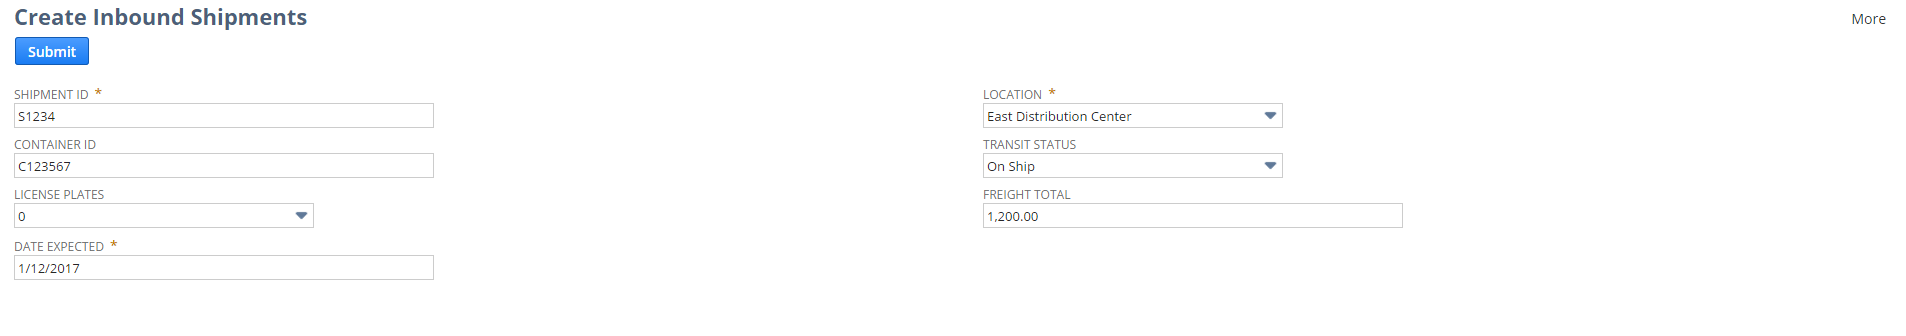 Create Inbound Shipments
More
Submit
SHIPMENT ID *
S1234
CONTAINER ID
C123567
LICENSE PLATES
0
DATE EXPECTED *
1/12/2017
LOCATION *
East Distribution Center
TRANSIT STATUS
On Ship
FREIGHT TOTAL
1,200.00